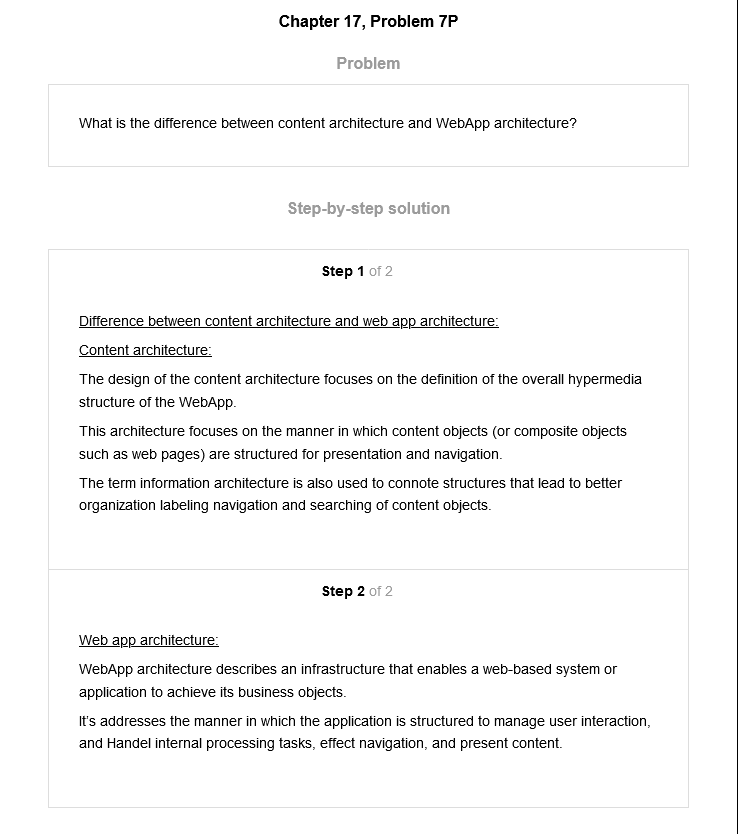 Chapter 17, Problem 7P
Problem
What is the difference between content architecture and WebApp architecture?
Step-by-step solution
Step 1 of 2
Difference between content architecture and web app architecture:
Content architecture:
The design of the content architecture focuses on the definition of the overall hypermedia
structure of the WebApp.
This architecture focuses on the manner in which content objects (or composite objects
such as web pages) are structured for presentation and navigation.
The term information architecture is also used to connote structures that lead to better
organization labeling navigation and searching of content objects.
Step 2 of 2
Web app architecture:
WebApp architecture describes an infrastructure that enables a web-based system or
application to achieve its business objects.
It’s addresses the manner in which the application is structured to manage user interaction,
and Handel internal processing tasks, effect navigation, and present content.